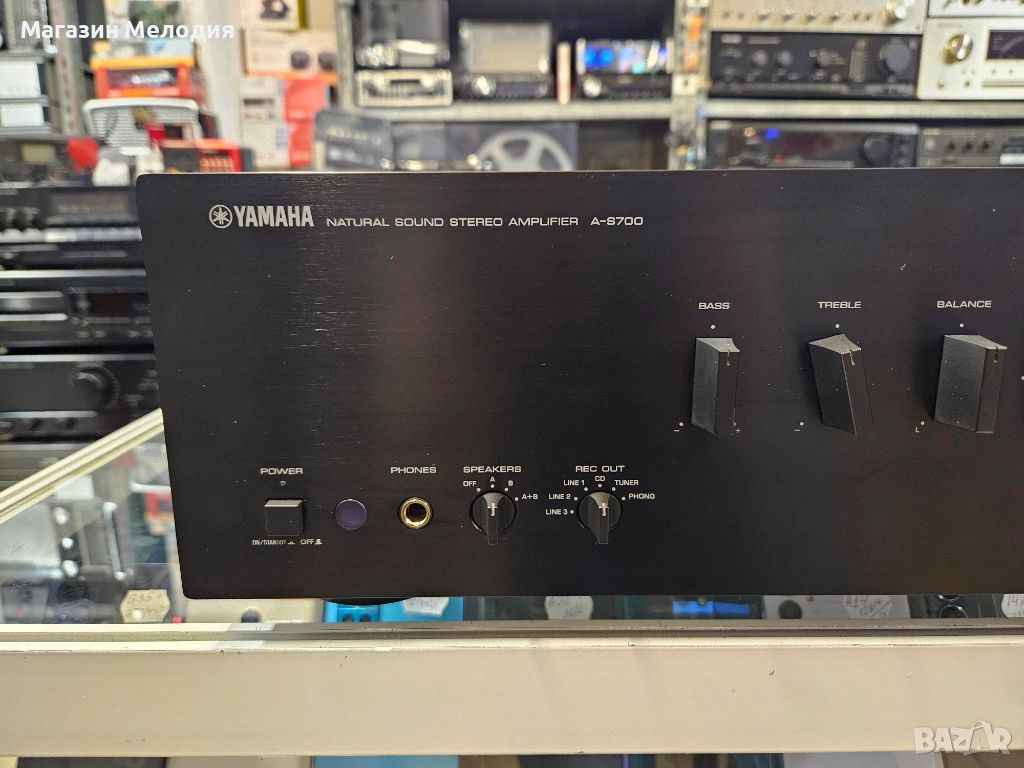 Магазин Мелодия
YAMAHA NATURAL SOUND STEREO AMPLIFIER A-S700
BASS TREBLE BALANCE
- + - L
POWER PHONES SPEAKERS REC OUT
OFF A B A+B
LINE 3 LINE 2 LINE 1 CD TUNER PHONO
ON/STANDBY OFF
BAZAR